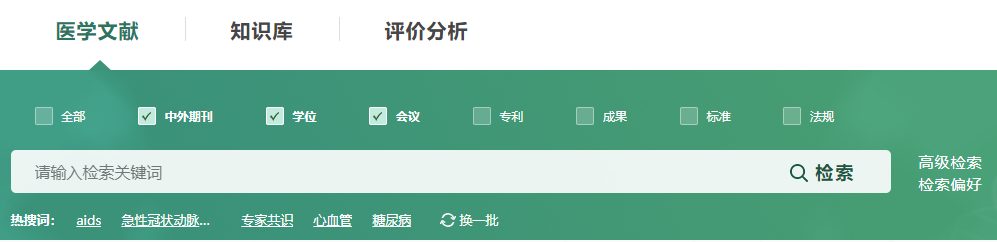 医学文献 知识库 评价分析
全部 中外期刊 学位 会议 专利 成果 标准 法规
请输入检索关键词 检索 高级检索
检索偏好
热搜词： aids 急性冠状动脉... 专家共识 心血管 糖尿病 换一批